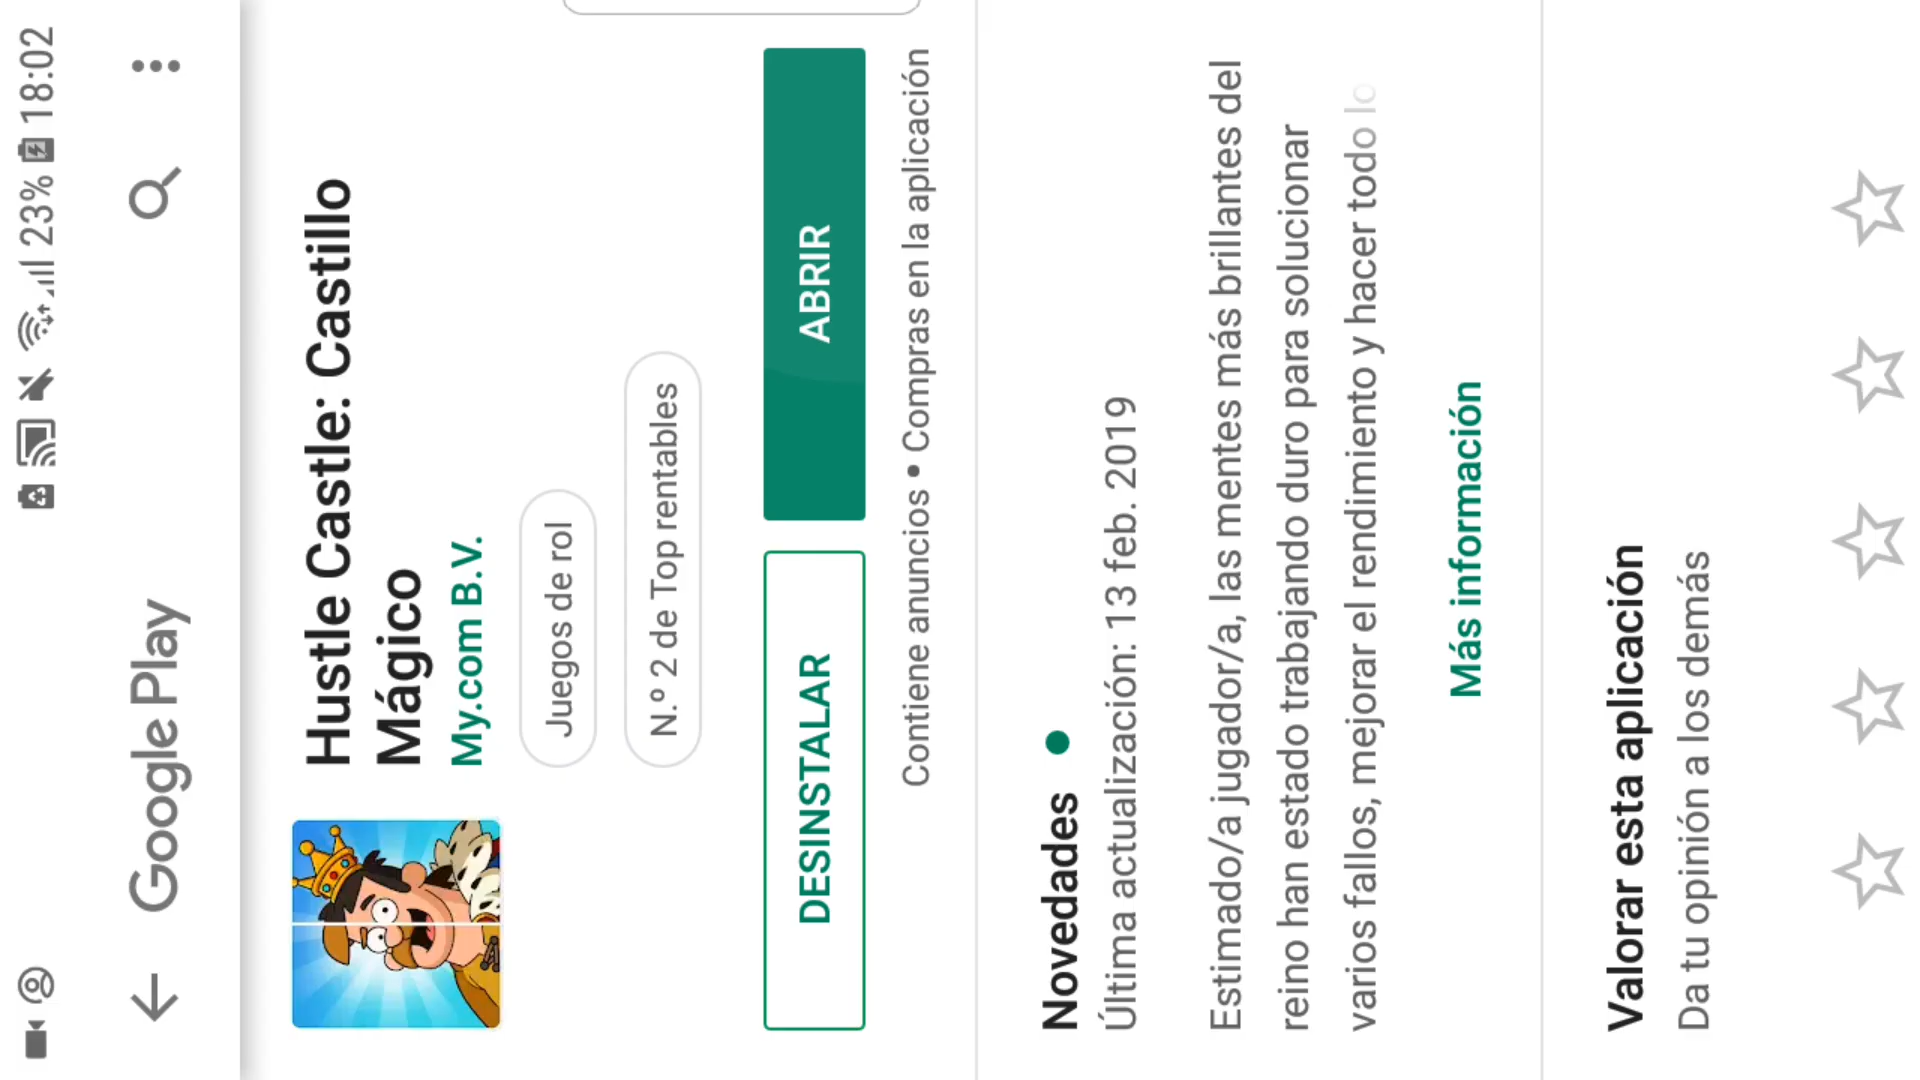 23% 18:02
Google Play
Hustle Castle: Castillo
Mágico
My.com B.V.
Juegos de rol
N.º 2 de Top rentables
DESINSTALAR
ABRIR
Contiene anuncios • Compras en la aplicación
Novedades
Última actualización: 13 feb. 2019
Estimado/a jugador/a, las mentes más brillantes del
reino han estado trabajando duro para solucionar
varios fallos, mejorar el rendimiento y hacer todo lo
Más información
Valorar esta aplicación
Da tu opinión a los demás